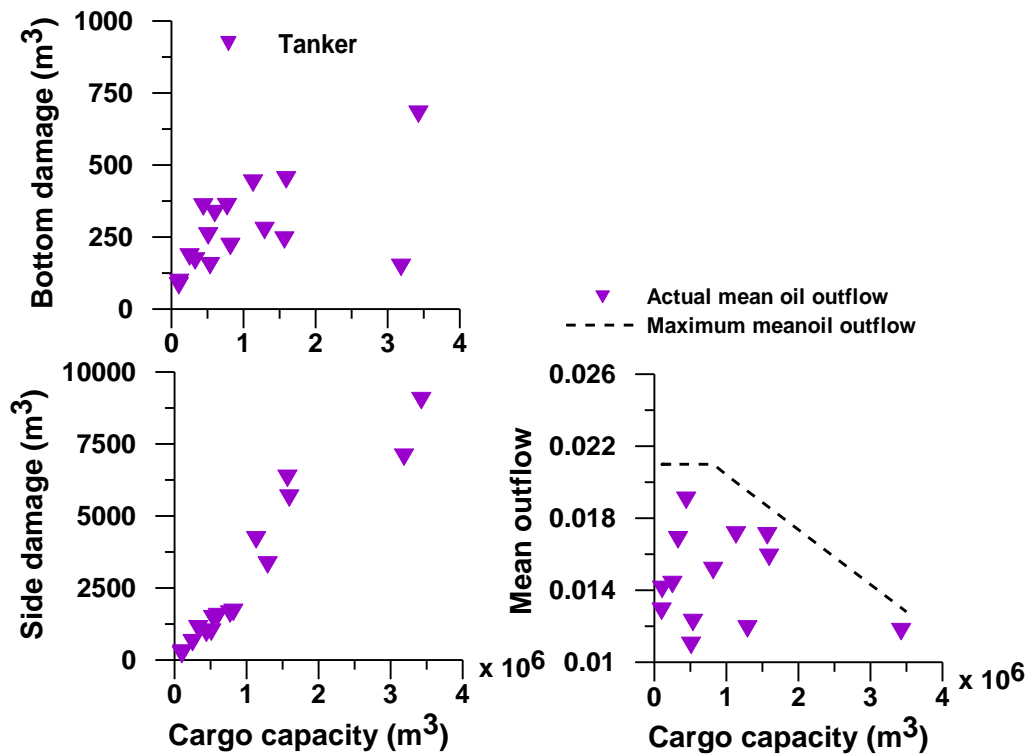 Bottom damage (m³)
1000
750
500
250
0
Tanker
0 1 2 3 4
Side damage (m³)
10000
7500
5000
2500
0
0 1 2 3 4
x 10⁶
Cargo capacity (m³)
Actual mean oil outflow
Maximum meanoil outflow
Mean outflow
0.026
0.022
0.018
0.014
0.01
0 1 2 3 4
x 10⁶
Cargo capacity (m³)